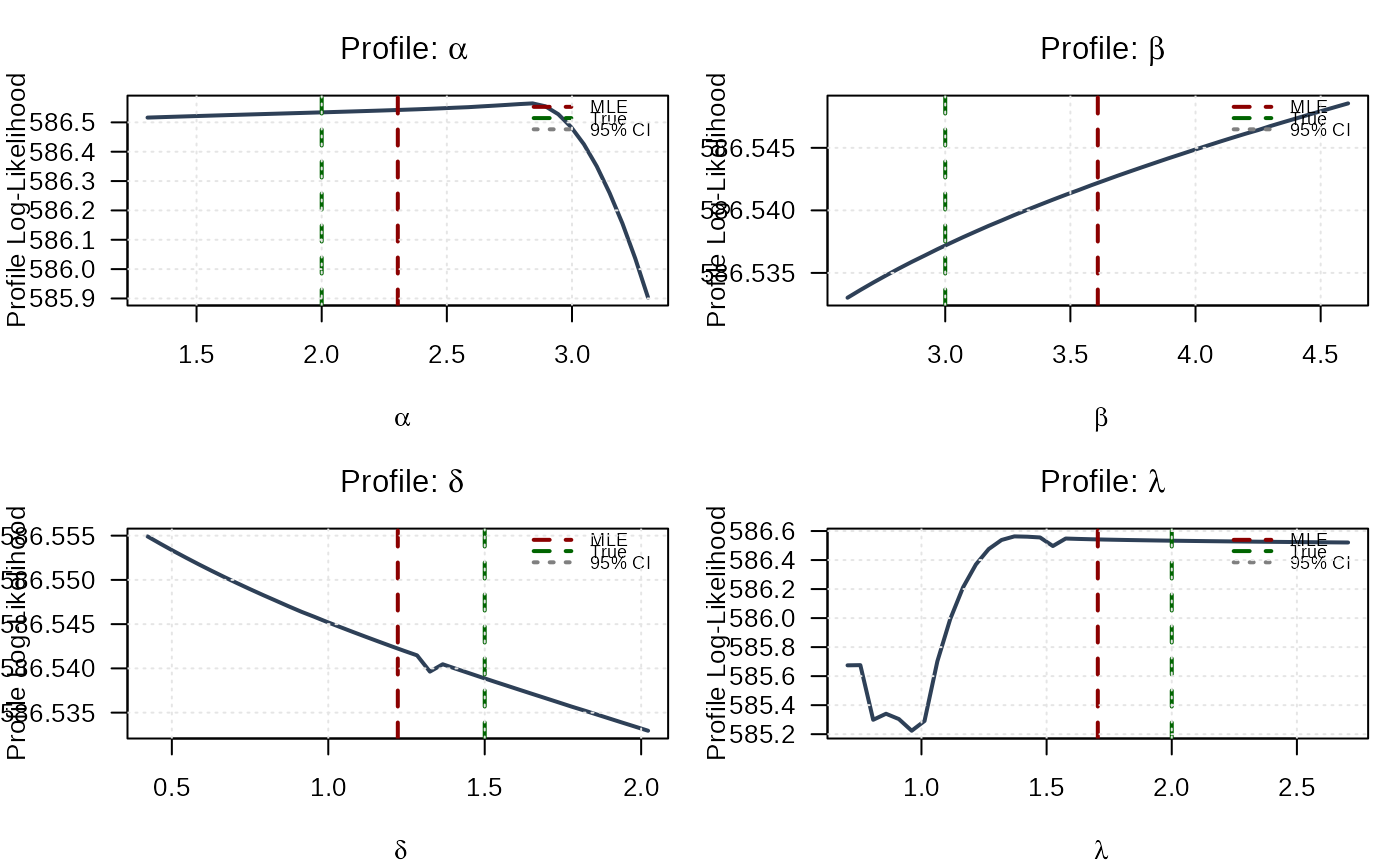 Profile: α
Profile Log-Likelihood
586.5
586.4
586.3
586.2
586.1
586.0
585.9
MLE
True
95% CI
1.5 2.0 2.5 3.0
α
Profile: β
Profile Log-Likelihood
586.545
586.540
586.535
MLE
True
95% CI
3.0 3.5 4.0 4.5
β
Profile: δ
Profile Log-Likelihood
586.555
586.550
586.545
586.540
586.535
MLE
True
95% CI
0.5 1.0 1.5 2.0
δ
Profile: λ
Profile Log-Likelihood
586.6
586.4
586.2
586.0
585.8
585.6
585.4
585.2
MLE
True
95% CI
1.0 1.5 2.0 2.5
λ